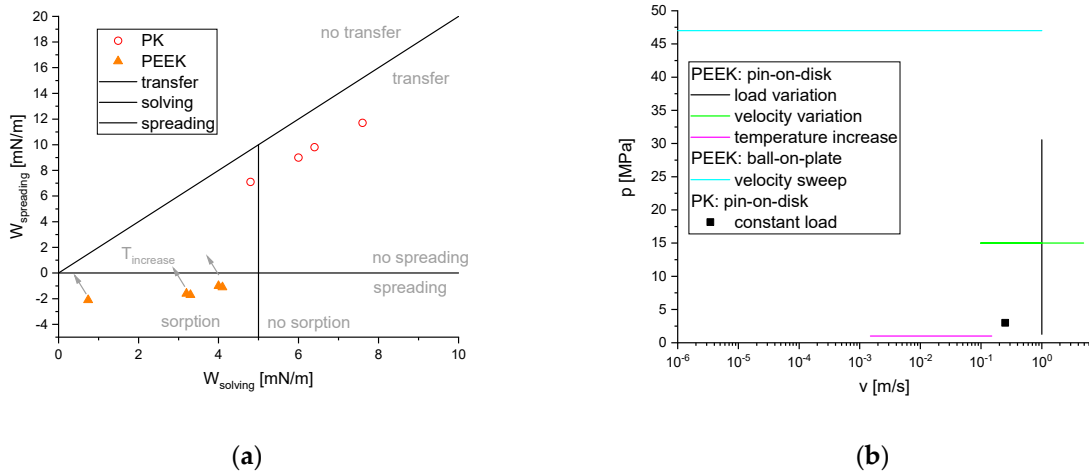 20
18
16
14
12
10
8
6
4
2
0
-2
-4
W_spreading [mN/m]
PK
PEEK
transfer
solving
spreading
no transfer
transfer
T_increase
no spreading
spreading
sorption
no sorption
0 2 4 6 8 10
W_solving [mN/m]
(a)
50
45
40
35
30
25
20
15
10
5
0
p [MPa]
PEEK: pin-on-disk
load variation
velocity variation
temperature increase
PEEK: ball-on-plate
velocity sweep
PK: pin-on-disk
constant load
10^-6 10^-5 10^-4 10^-3 10^-2 10^-1 10^0
v [m/s]
(b)